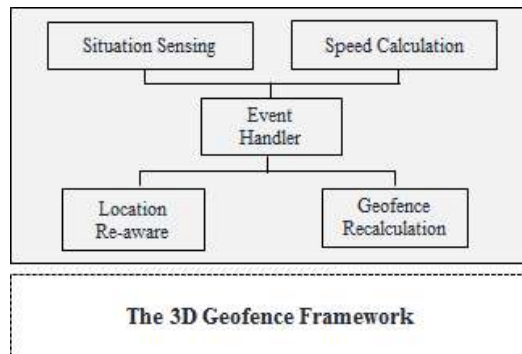 Situation Sensing
Speed Calculation
Event
Handler
Location
Re-aware
Geofence
Recalculation
The 3D Geofence Framework